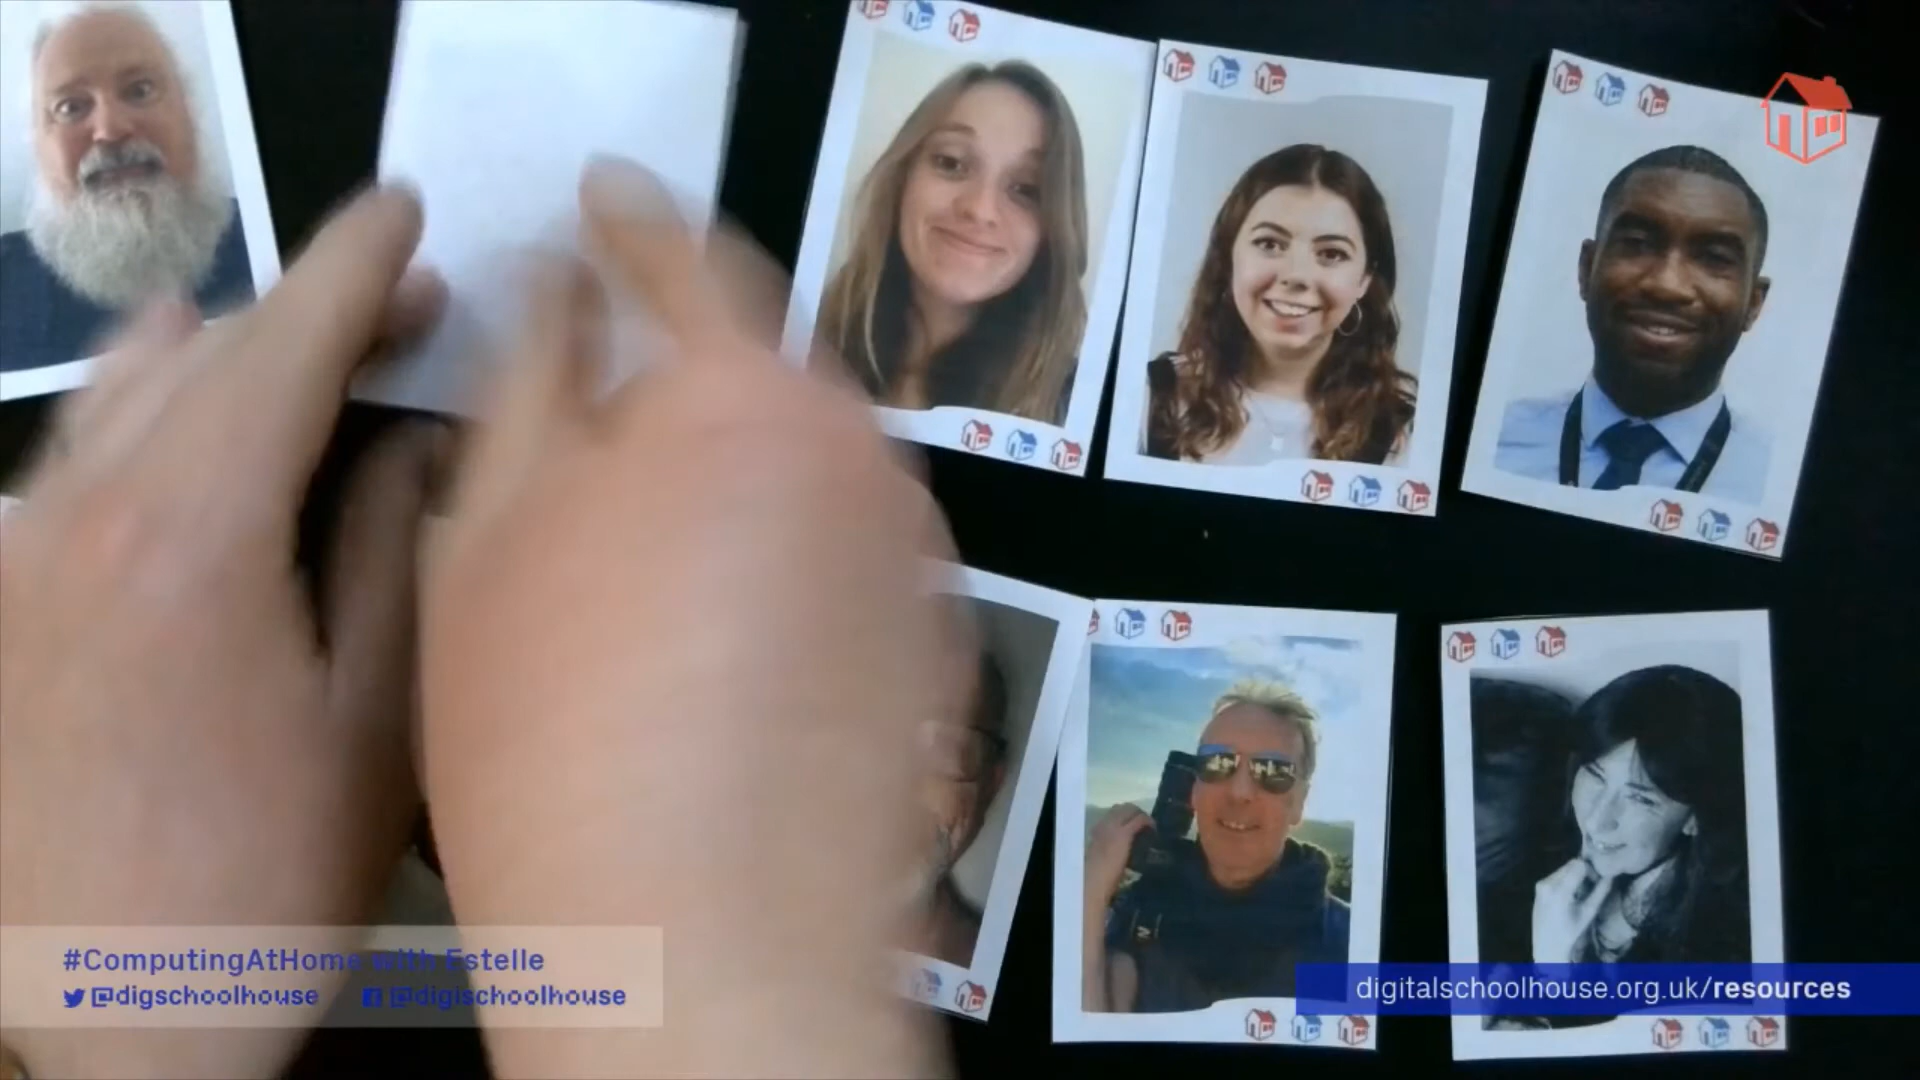 #ComputingAtHome with Estelle
@digschoolhouse @digischoolhouse
digitalschoolhouse.org.uk/resources